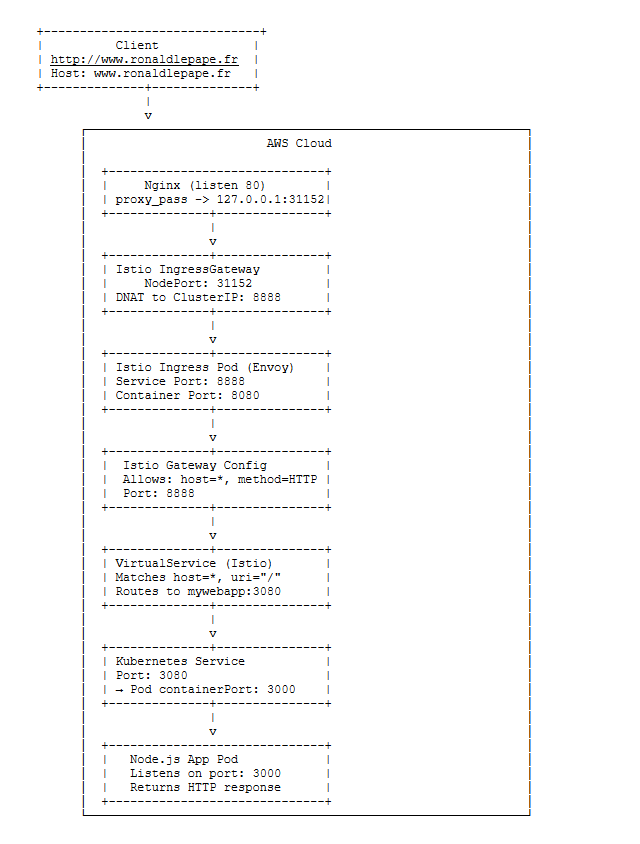 Client
http://www.ronaldlepape.fr
Host: www.ronaldlepape.fr
AWS Cloud
Nginx (listen 80)
proxy_pass -> 127.0.0.1:31152
Istio IngressGateway
NodePort: 31152
DNAT to ClusterIP: 8888
Istio Ingress Pod (Envoy)
Service Port: 8888
Container Port: 8080
Istio Gateway Config
Allows: host=*, method=HTTP
Port: 8888
VirtualService (Istio)
Matches host=*, uri="/"
Routes to mywebapp:3080
Kubernetes Service
Port: 3080
→ Pod containerPort: 3000
Node.js App Pod
Listens on port: 3000
Returns HTTP response